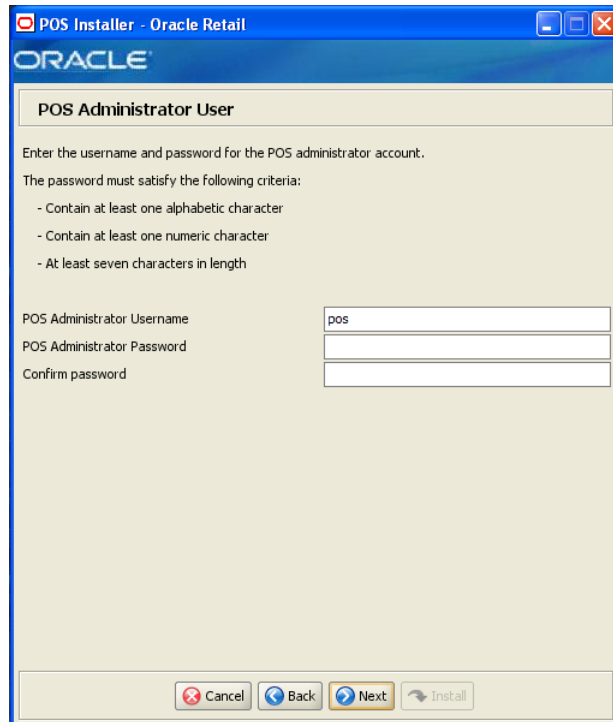 POS Installer - Oracle Retail
ORACLE
POS Administrator User
Enter the username and password for the POS administrator account.
The password must satisfy the following criteria:
- Contain at least one alphabetic character
- Contain at least one numeric character
- At least seven characters in length
POS Administrator Username pos
POS Administrator Password
Confirm password
Cancel Back Next Install